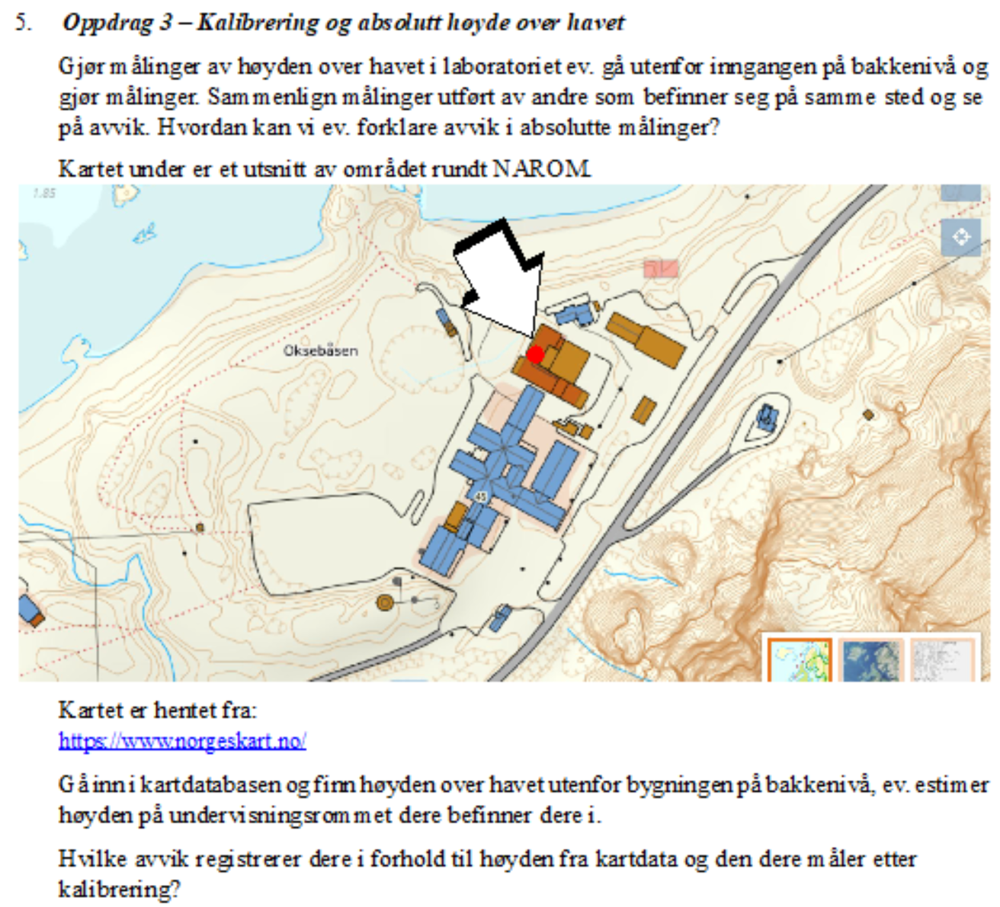 5. Oppdrag 3 – Kalibrering og absolutt høyde over havet
Gjør målinger av høyden over havet i laboratoriet ev. gå utenfor inngangen på bakkenivå og
gjør målinger. Sammenlign målinger utført av andre som befinner seg på samme sted og se
på avvik. Hvordan kan vi ev. forklare avvik i absolutte målinger?
Kartet under er et utsnitt av området rundt NAROM.
1.85
Oksebåsen
45
Kartet er hentet fra:
https://www.norgeskart.no/
Gå inn i kartdatabasen og finn høyden over havet utenfor bygningen på bakkenivå, ev. estimer
høyden på undervisningsrommet dere befinner dere i.
Hvilke avvik registrerer dere i forhold til høyden fra kartdata og den dere måler etter
kalibrering?